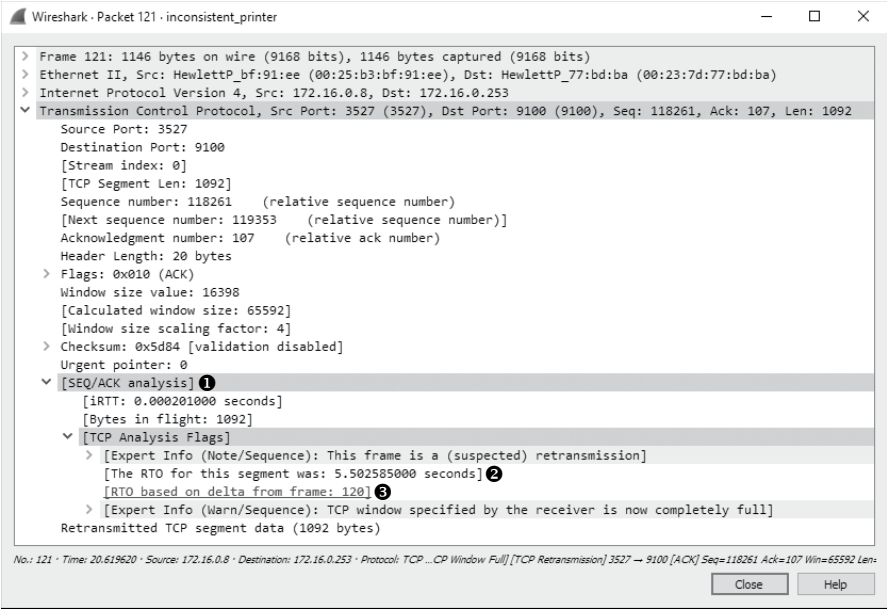 Wireshark · Packet 121 · inconsistent_printer
Frame 121: 1146 bytes on wire (9168 bits), 1146 bytes captured (9168 bits)
Ethernet II, Src: HewlettP_bf:91:ee (00:25:b3:bf:91:ee), Dst: HewlettP_77:bd:ba (00:23:7d:77:bd:ba)
Internet Protocol Version 4, Src: 172.16.0.8, Dst: 172.16.0.253
Transmission Control Protocol, Src Port: 3527 (3527), Dst Port: 9100 (9100), Seq: 118261, Ack: 107, Len: 1092
Source Port: 3527
Destination Port: 9100
[Stream index: 0]
[TCP Segment Len: 1092]
Sequence number: 118261 (relative sequence number)
[Next sequence number: 119353 (relative sequence number)]
Acknowledgment number: 107 (relative ack number)
Header Length: 20 bytes
Flags: 0x010 (ACK)
Window size value: 16398
[Calculated window size: 65592]
[Window size scaling factor: 4]
Checksum: 0x5d84 [validation disabled]
Urgent pointer: 0
[SEQ/ACK analysis] ❶
[iRTT: 0.000201000 seconds]
[Bytes in flight: 1092]
[TCP Analysis Flags]
[Expert Info (Note/Sequence): This frame is a (suspected) retransmission]
[The RTO for this segment was: 5.502585000 seconds] ❷
[RTO based on delta from frame: 120] ❸
[Expert Info (Warn/Sequence): TCP window specified by the receiver is now completely full]
Retransmitted TCP segment data (1092 bytes)
No.: 121 · Time: 20.619620 · Source: 172.16.0.8 · Destination: 172.16.0.253 · Protocol: TCP ...CP Window Full] [TCP Retransmission] 3527 → 9100 [ACK] Seq=118261 Ack=107 Win=65592 Len=
Close Help